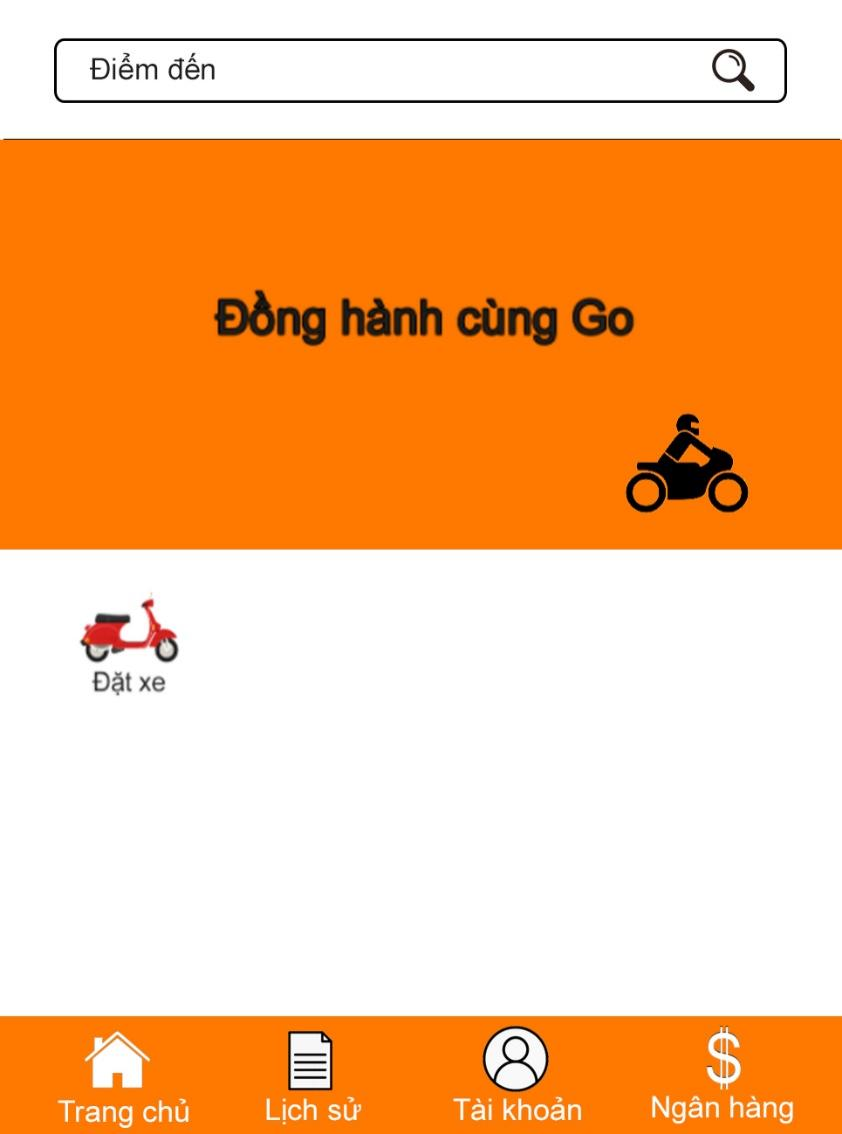 Điểm đến
Đồng hành cùng Go
Đặt xe
Trang chủ
Lịch sử
Tài khoản
Ngân hàng